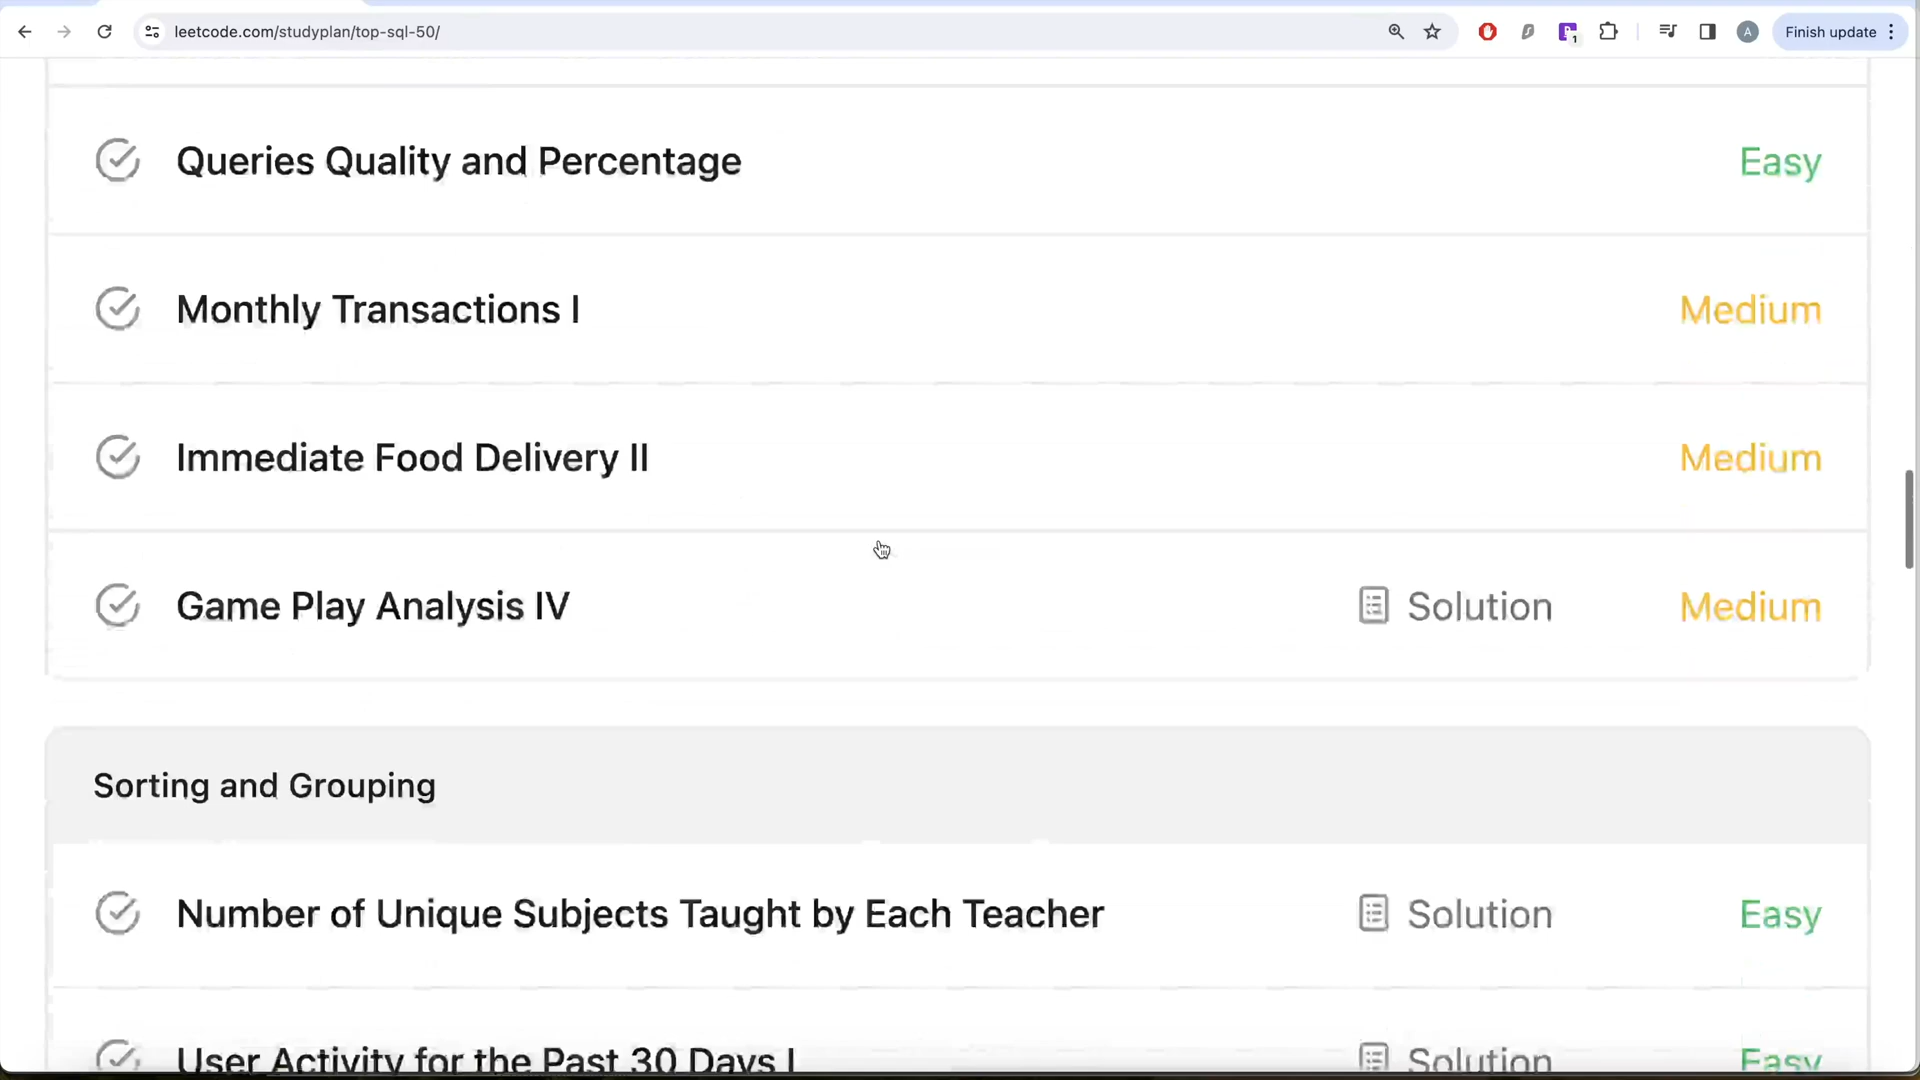 leetcode.com/studyplan/top-sql-50/
1
A
Finish update
Queries Quality and Percentage
Easy
Monthly Transactions I
Medium
Immediate Food Delivery II
Medium
Game Play Analysis IV
Solution
Medium
Sorting and Grouping
Number of Unique Subjects Taught by Each Teacher
Solution
Easy
User Activity for the Past 30 Days I
Solution
Easy